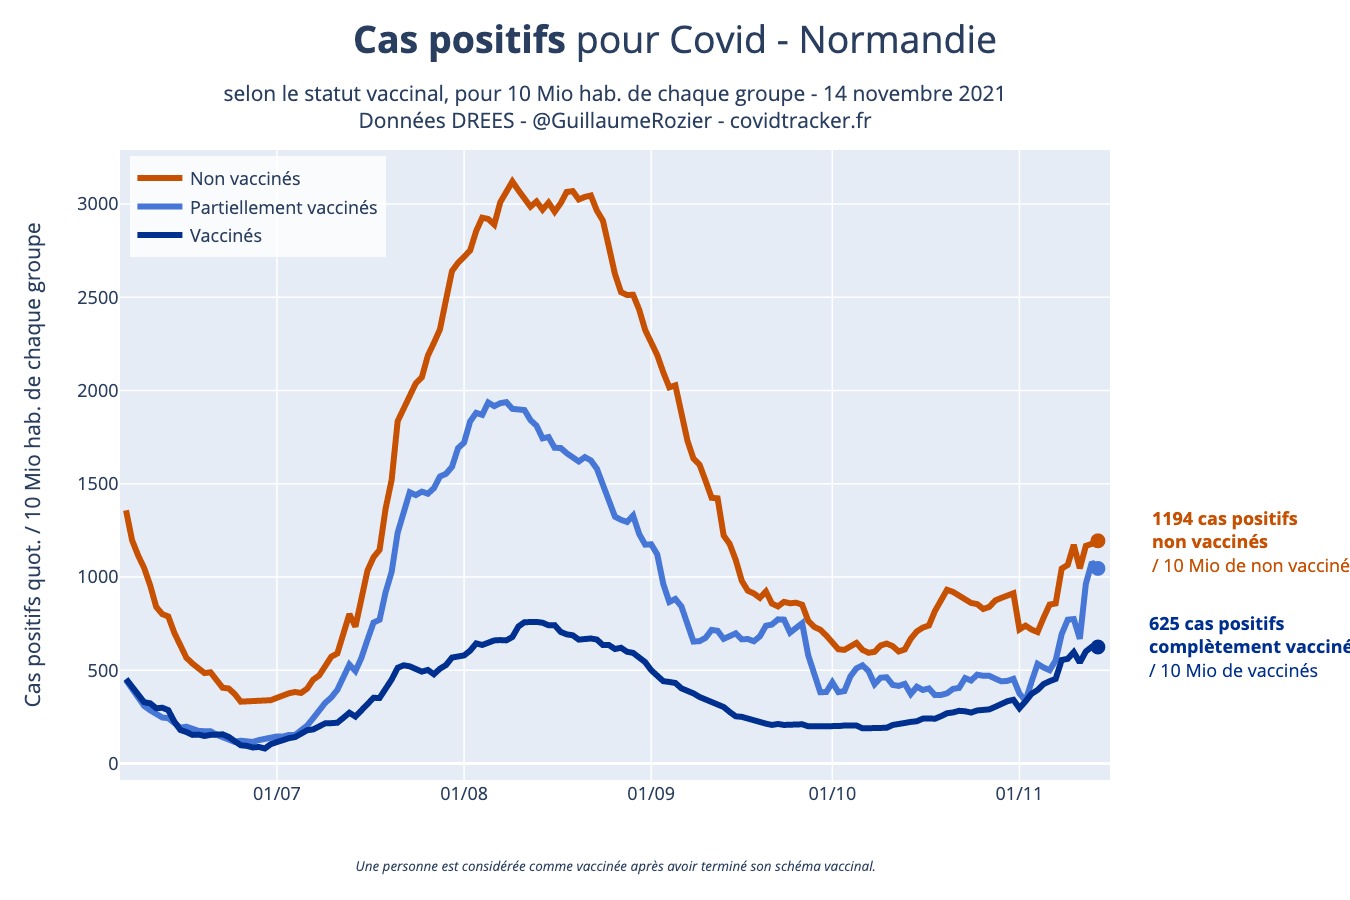 Cas positifs pour Covid - Normandie
selon le statut vaccinal, pour 10 Mio hab. de chaque groupe - 14 novembre 2021
Données DREES - @GuillaumeRozier - covidtracker.fr
Non vaccinés
Partiellement vaccinés
Vaccinés
Cas positifs quot. / 10 Mio hab. de chaque groupe
3000
2500
2000
1500
1000
500
0
01/07
01/08
01/09
01/10
01/11
1194 cas positifs
non vaccinés
/ 10 Mio de non vacciné
625 cas positifs
complètement vacciné
/ 10 Mio de vaccinés
Une personne est considérée comme vaccinée après avoir terminé son schéma vaccinal.